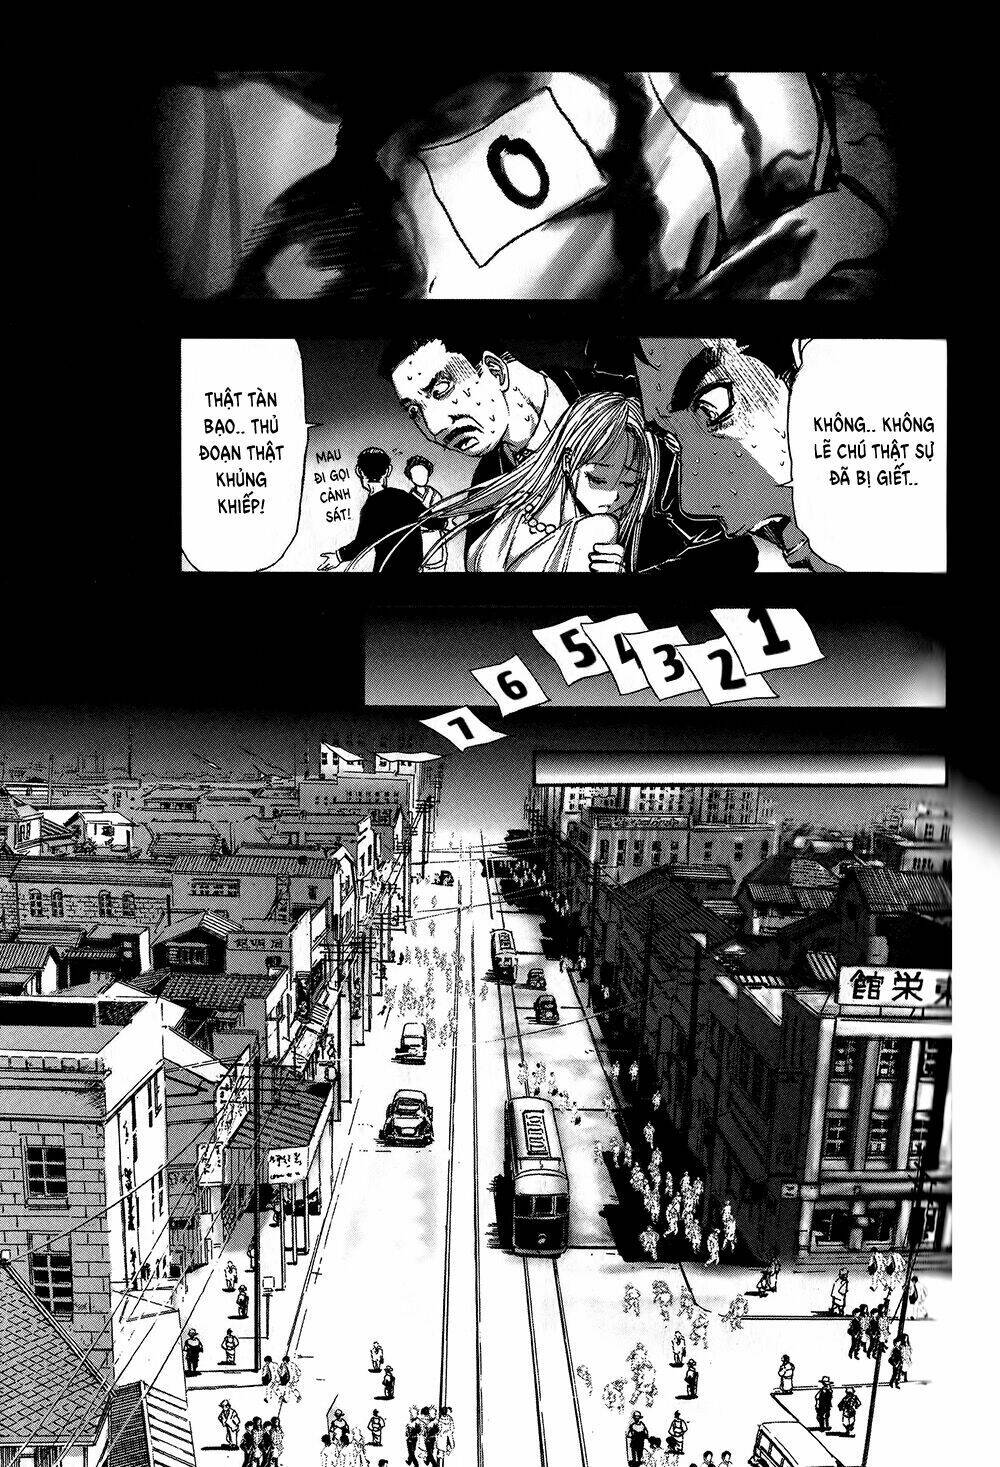 0
KHÔNG.. KHÔNG
LẼ CHÚ THẬT SỰ
ĐÃ BỊ GIẾT..
THẬT TÀN
BẠO.. THỦ
ĐOẠN THẬT
KHỦNG
KHIẾP!
MAU
ĐI GỌI
CẢNH
SÁT!
1
2
3
4
5
6
7
館栄東